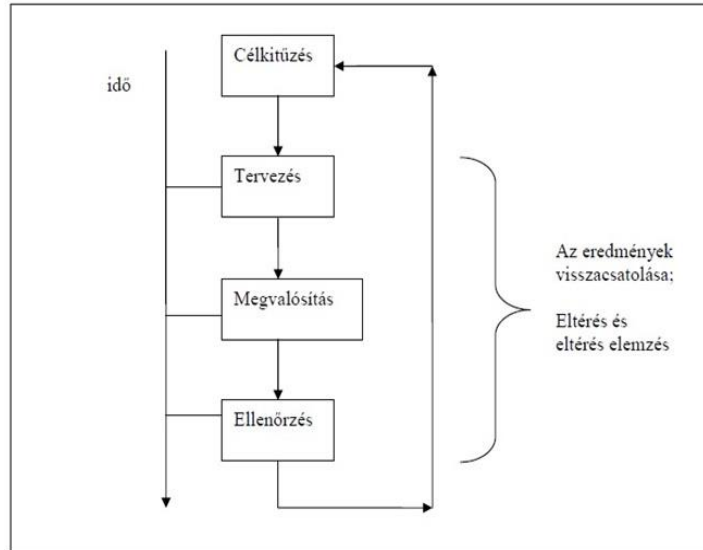 Célkitűzés
idő
Tervezés
Megvalósítás
Ellenőrzés
Az eredmények
visszacsatolása;
Eltérés és
eltérés elemzés